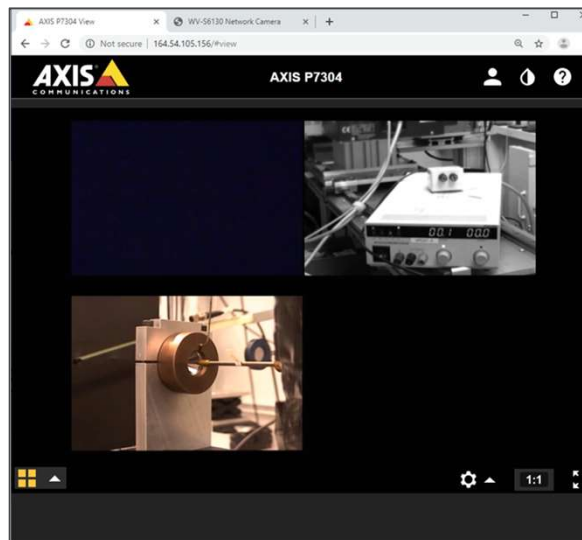 AXIS P7304 View
WV-S6130 Network Camera
Not secure | 164.54.105.156/#view
AXIS
COMMUNICATIONS
AXIS P7304
00.1 00.0
1:1